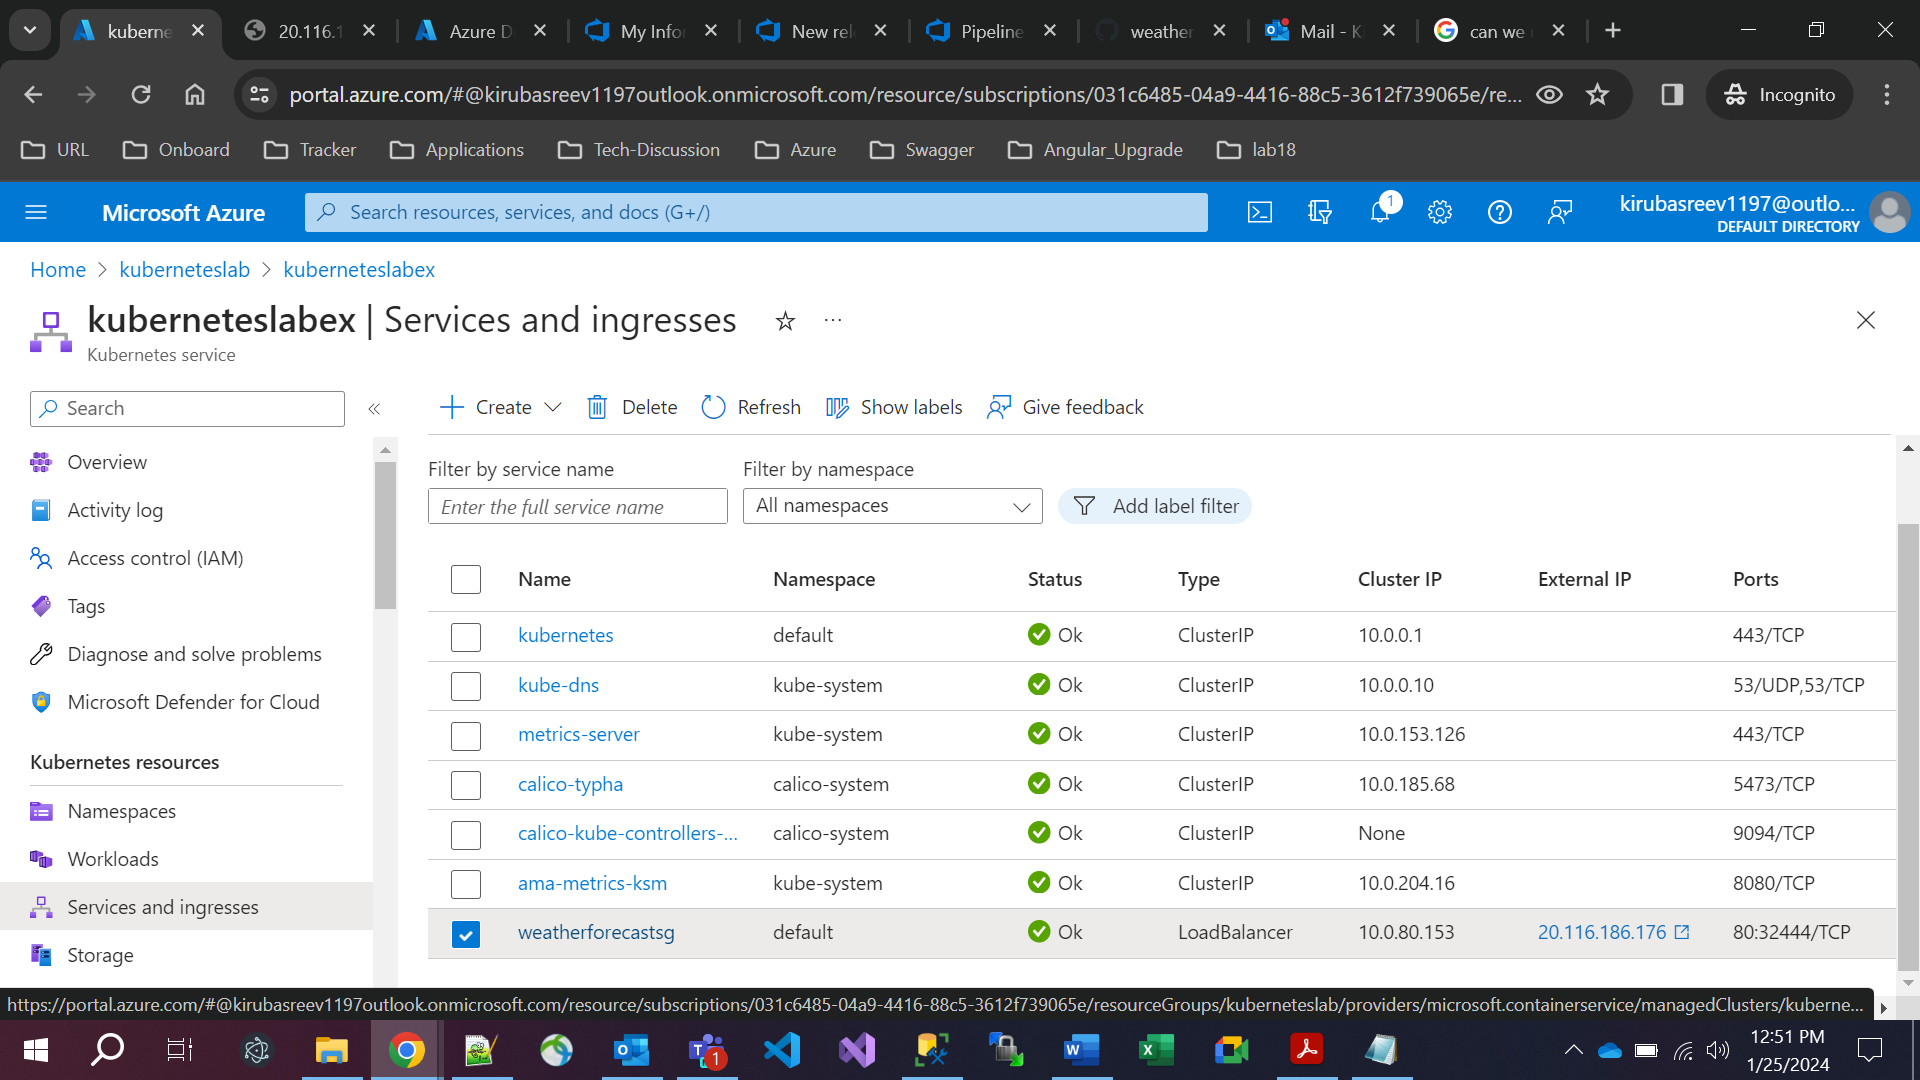 kuberne
20.116.1
Azure D
My Info
New rel
Pipeline
weather
Mail - K
can we
portal.azure.com/#@kirubasreev1197outlook.onmicrosoft.com/resource/subscriptions/031c6485-04a9-4416-88c5-3612f739065e/re...
Incognito
URL
Onboard
Tracker
Applications
Tech-Discussion
Azure
Swagger
Angular_Upgrade
lab18
Microsoft Azure
Search resources, services, and docs (G+/)
1
kirubasreev1197@outlo...
DEFAULT DIRECTORY
Home > kuberneteslab > kuberneteslabex
kuberneteslabex | Services and ingresses
Kubernetes service
Search
Overview
Activity log
Access control (IAM)
Tags
Diagnose and solve problems
Microsoft Defender for Cloud
Kubernetes resources
Namespaces
Workloads
Services and ingresses
Storage
Create
Delete
Refresh
Show labels
Give feedback
Filter by service name
Filter by namespace
Enter the full service name
All namespaces
Add label filter
Name Namespace Status Type Cluster IP External IP Ports
kubernetes default Ok ClusterIP 10.0.0.1 443/TCP
kube-dns kube-system Ok ClusterIP 10.0.0.10 53/UDP,53/TCP
metrics-server kube-system Ok ClusterIP 10.0.153.126 443/TCP
calico-typha calico-system Ok ClusterIP 10.0.185.68 5473/TCP
calico-kube-controllers-... calico-system Ok ClusterIP None 9094/TCP
ama-metrics-ksm kube-system Ok ClusterIP 10.0.204.16 8080/TCP
weatherforecastsg default Ok LoadBalancer 10.0.80.153 20.116.186.176 80:32444/TCP
https://portal.azure.com/#@kirubasreev1197outlook.onmicrosoft.com/resource/subscriptions/031c6485-04a9-4416-88c5-3612f739065e/resourceGroups/kuberneteslab/providers/microsoft.containerservice/managedClusters/kuberne...
1
12:51 PM
1/25/2024